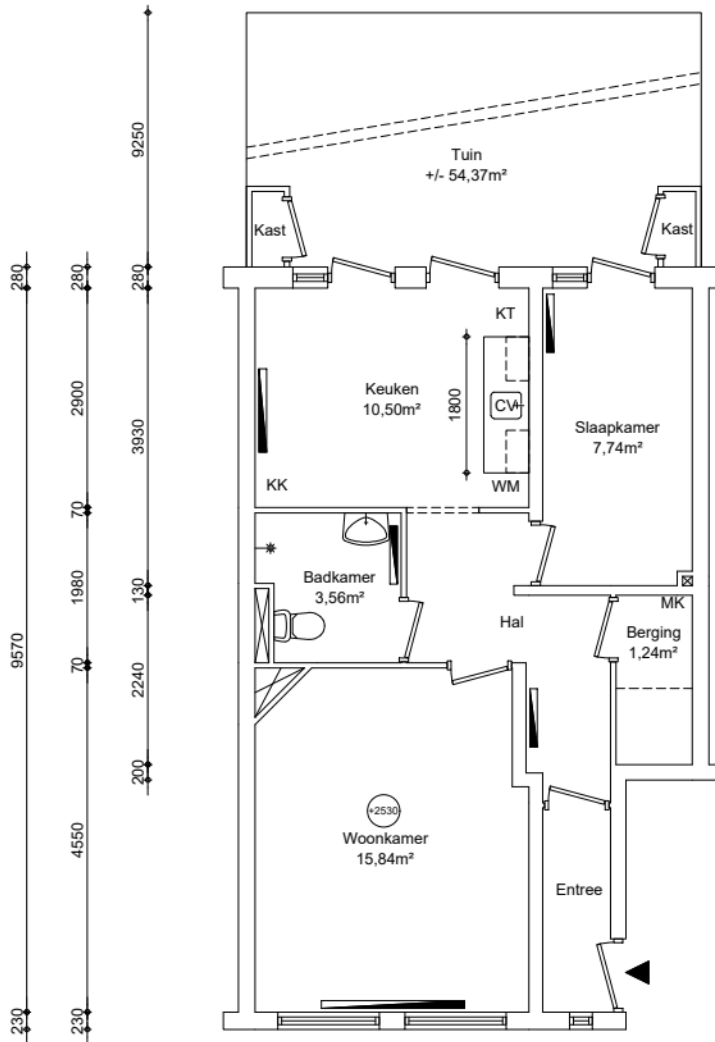 9250
Tuin
+/- 54,37m²
Kast
Kast
280
280
280
KT
2900
3930
1800
Keuken
10,50m²
CV
Slaapkamer
7,74m²
KK
WM
70
1980
130
Badkamer
3,56m²
MK
Hal
Berging
1,24m²
9570
70
2240
200
+2530
Woonkamer
15,84m²
4550
Entree
230
230